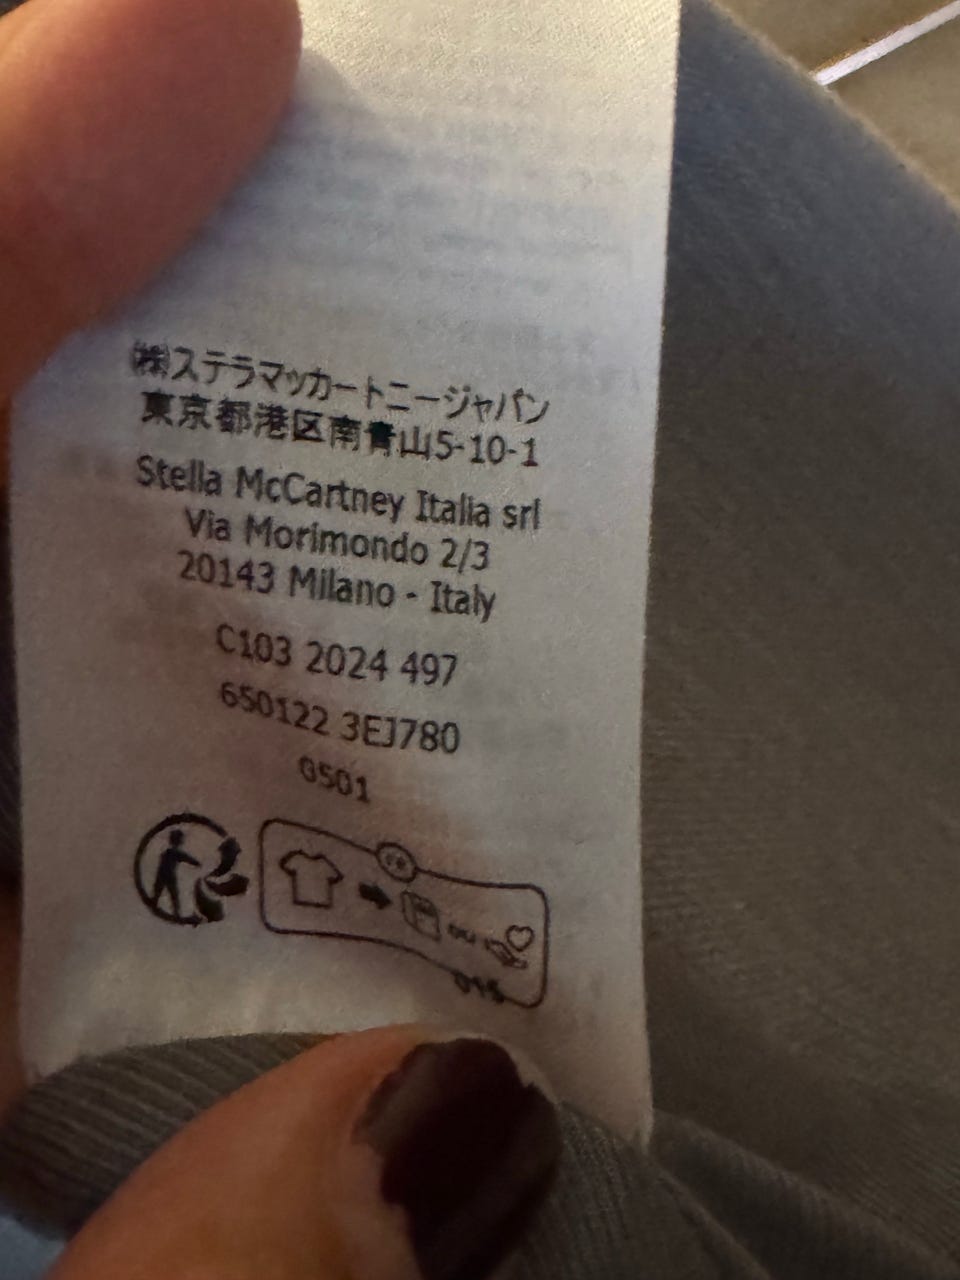 ㈱ステラマッカートニージャパン
東京都港区南青山5-10-1
Stella McCartney Italia srl
Via Morimondo 2/3
20143 Milano - Italy
C103 2024 497
650122 3EJ780
0501
FR